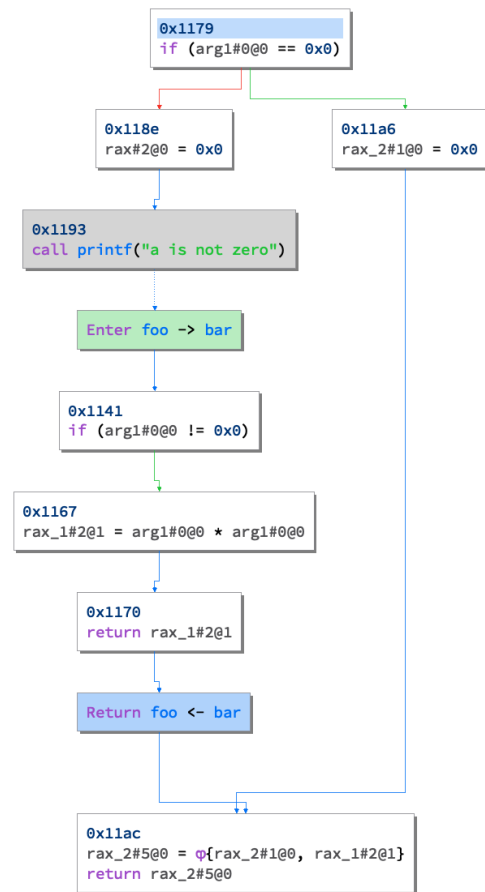 0x1179
if (arg1#0@0 == 0x0)
0x118e
rax#2@0 = 0x0
0x11a6
rax_2#1@0 = 0x0
0x1193
call printf("a is not zero")
Enter foo -> bar
0x1141
if (arg1#0@0 != 0x0)
0x1167
rax_1#2@1 = arg1#0@0 * arg1#0@0
0x1170
return rax_1#2@1
Return foo <- bar
0x11ac
rax_2#5@0 = φ{rax_2#1@0, rax_1#2@1}
return rax_2#5@0